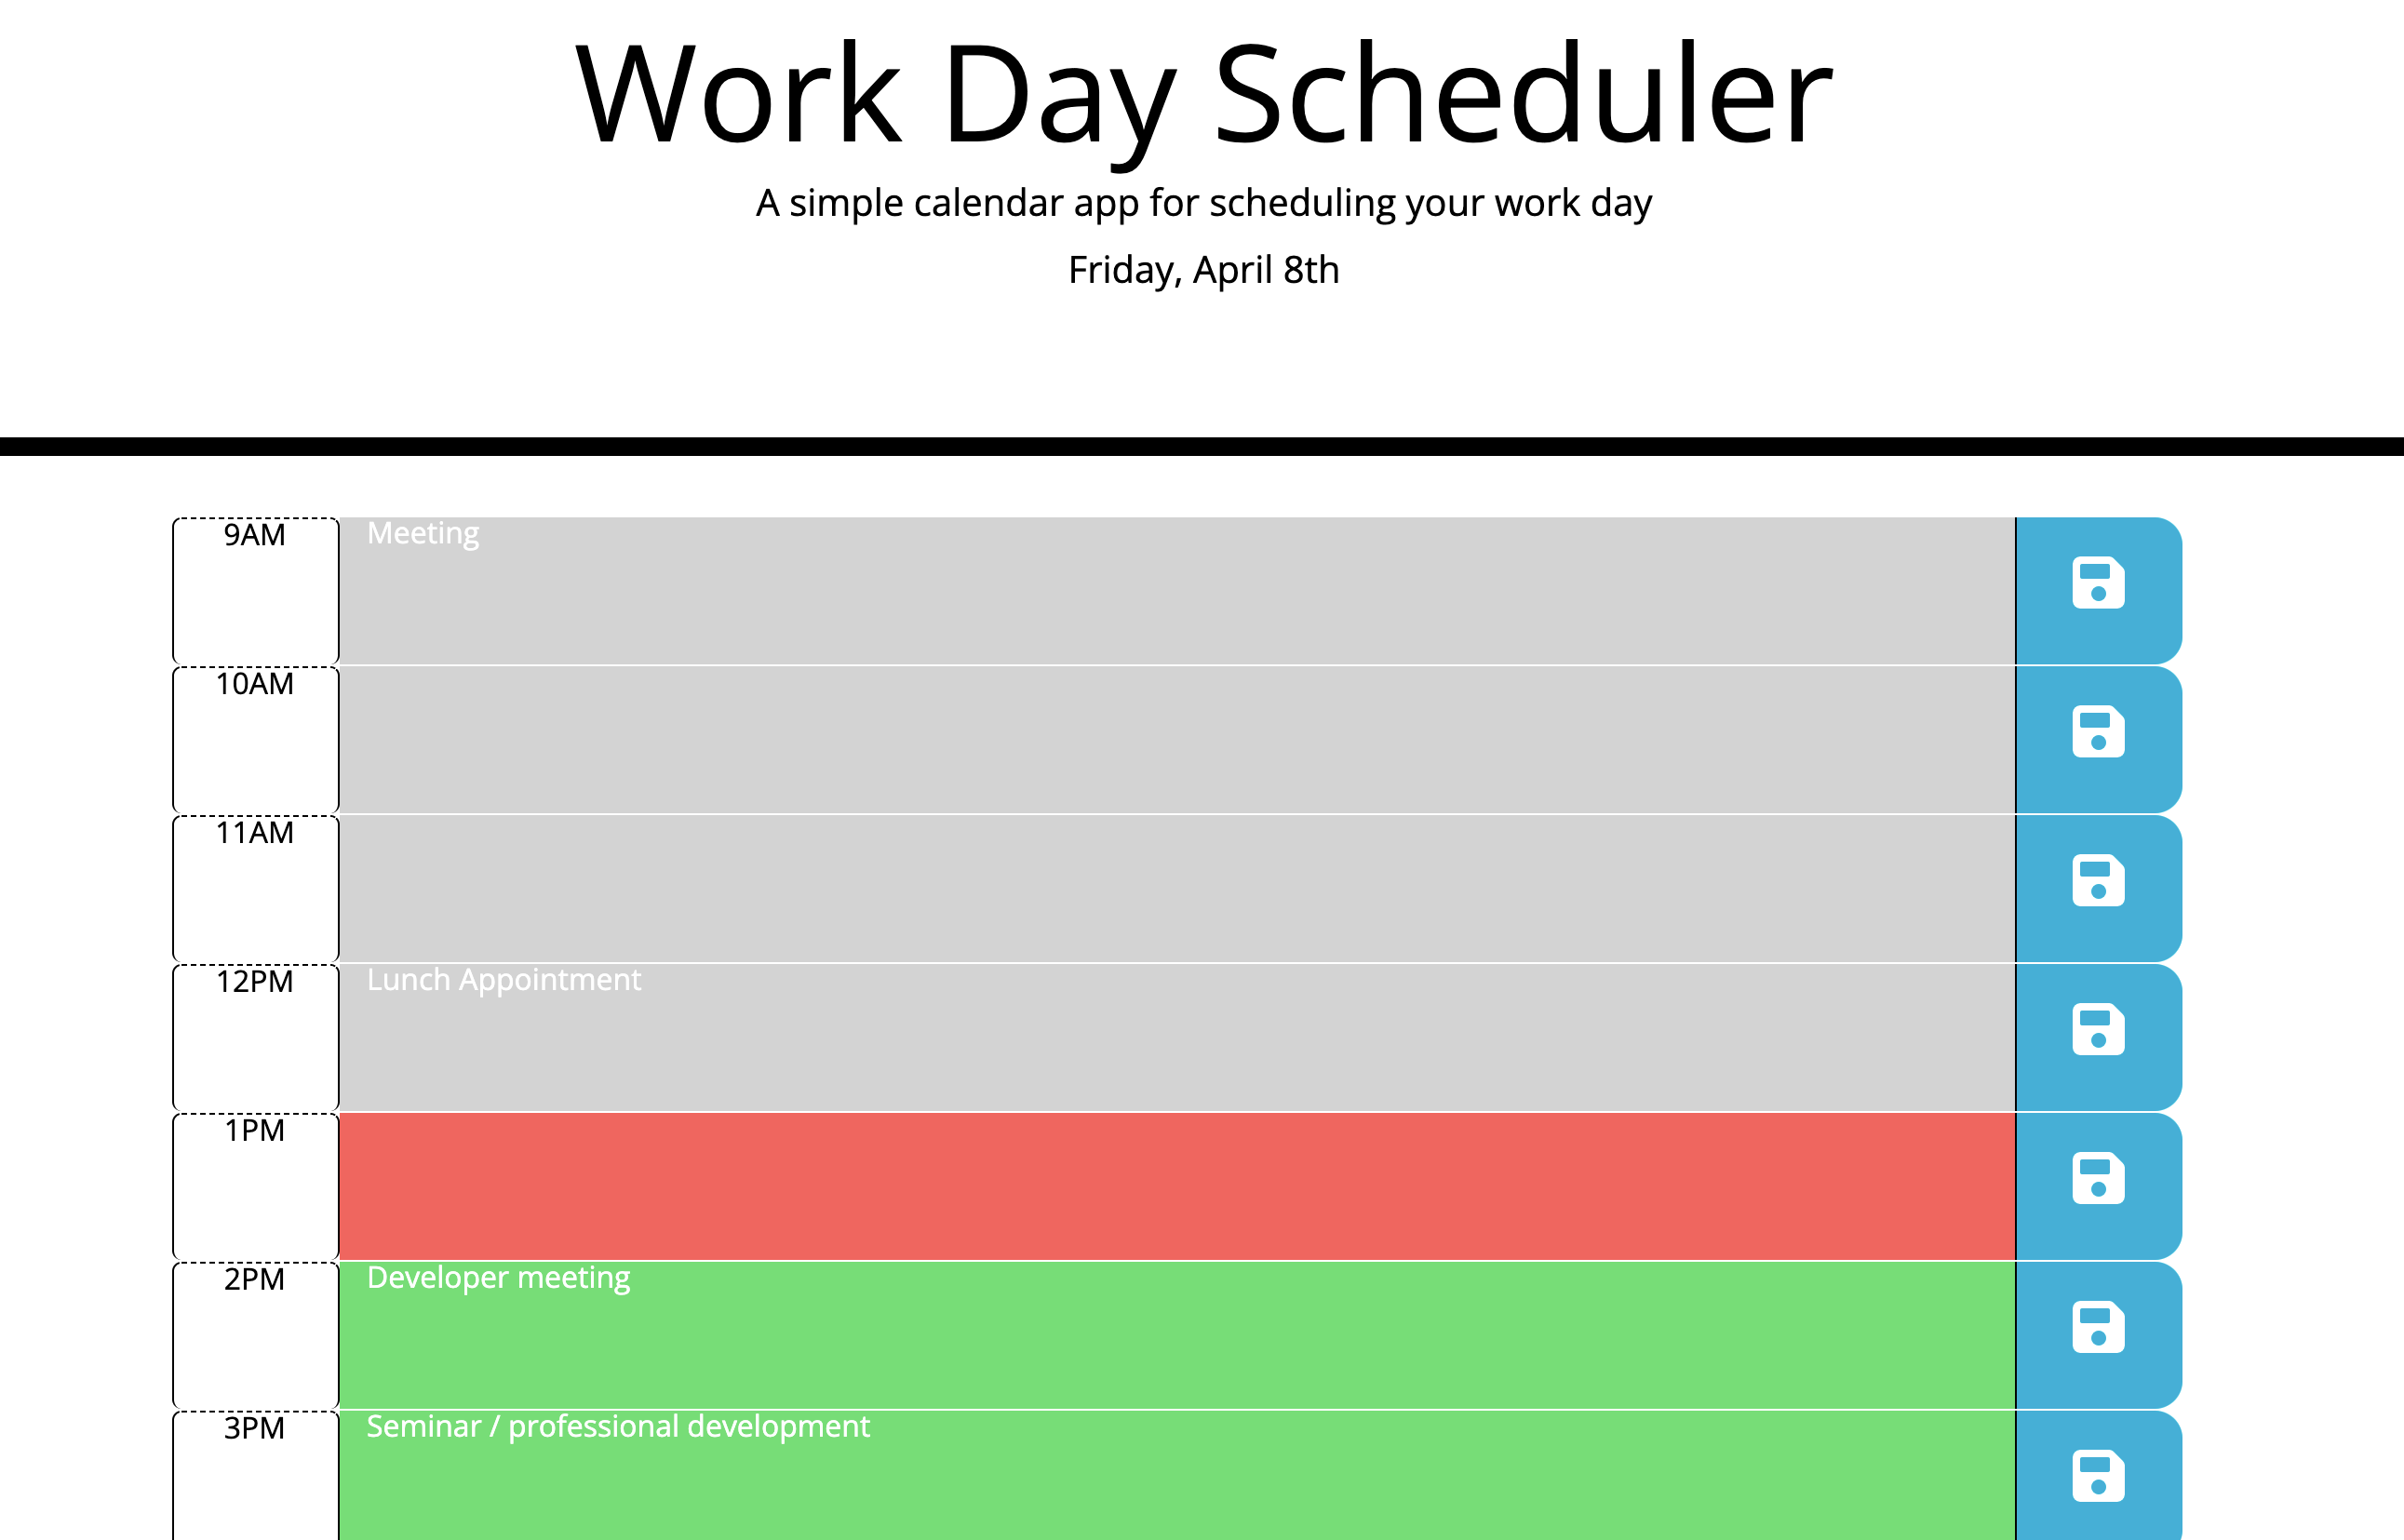 Work Day Scheduler
A simple calendar app for scheduling your work day
Friday, April 8th
9AM Meeting
10AM
11AM
12PM Lunch Appointment
1PM
2PM Developer meeting
3PM Seminar / professional development